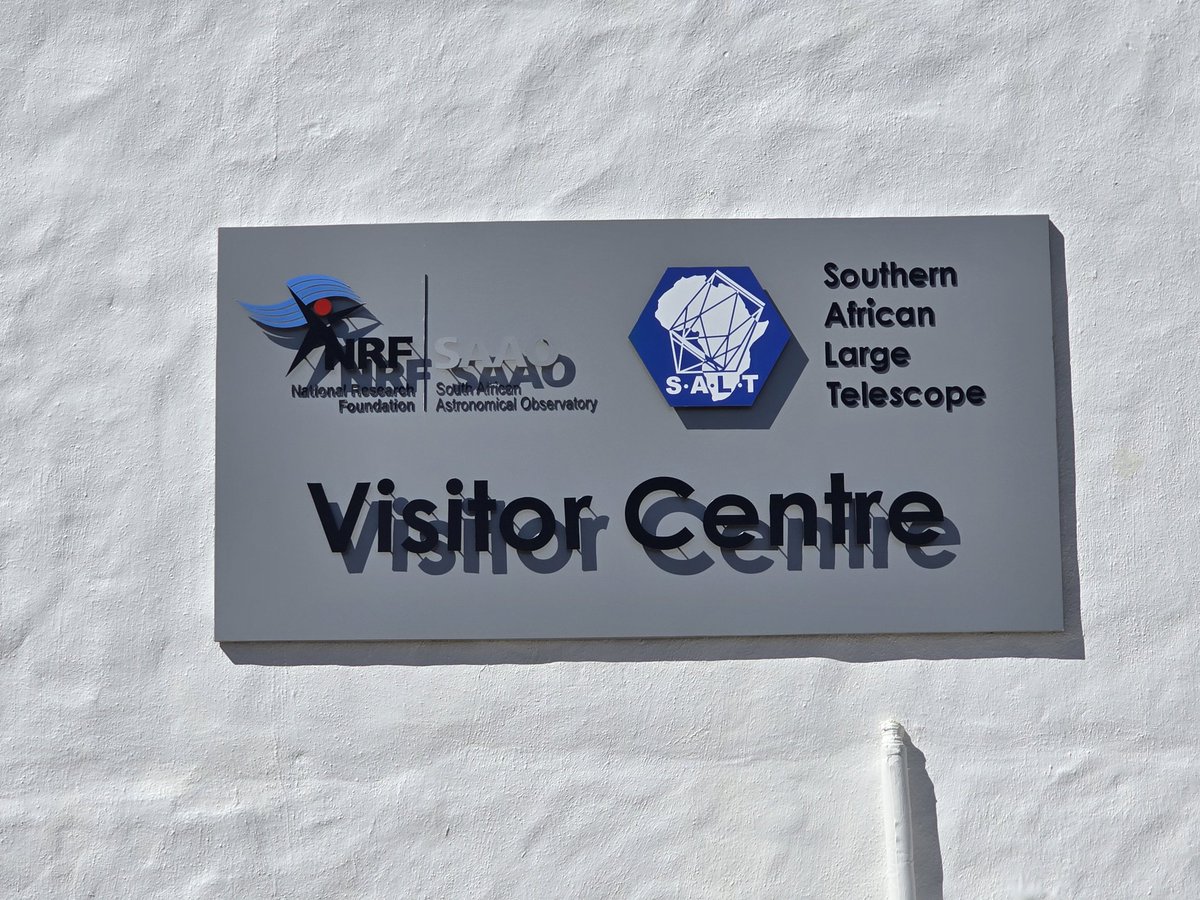 NRF
National Research
Foundation
SAAO
South African
Astronomical Observatory
S·A·L·T
Southern
African
Large
Telescope
Visitor Centre